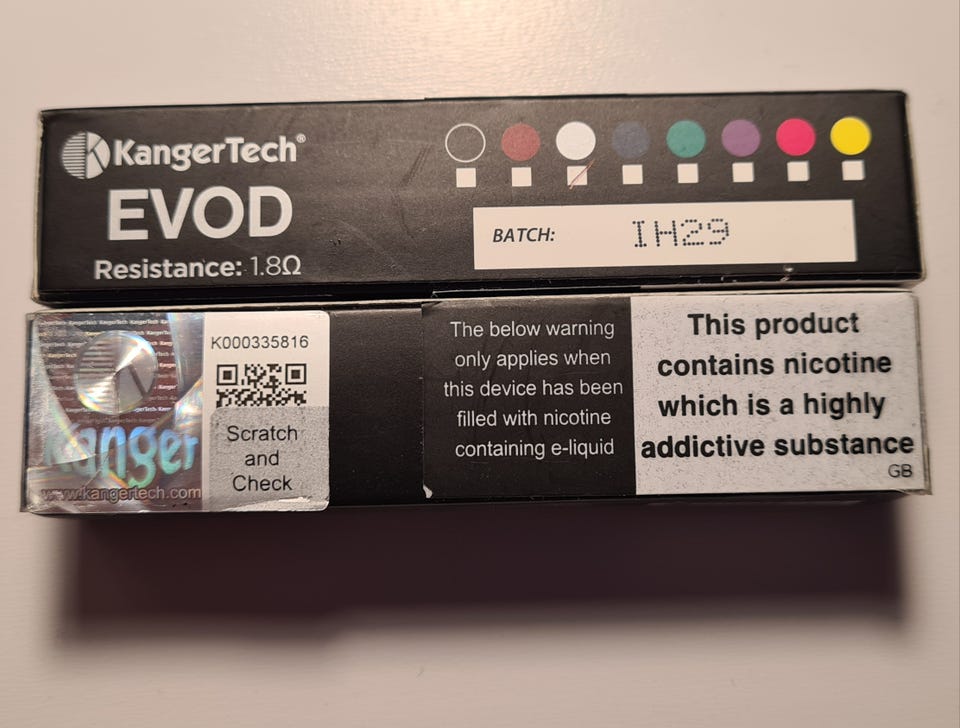 KangerTech®
EVOD
Resistance: 1.8Ω
BATCH: IH29
K000335816
Kanger
www.kangertech.com
Scratch
and
Check
The below warning
only applies when
this device has been
filled with nicotine
containing e-liquid
This product
contains nicotine
which is a highly
addictive substance
GB